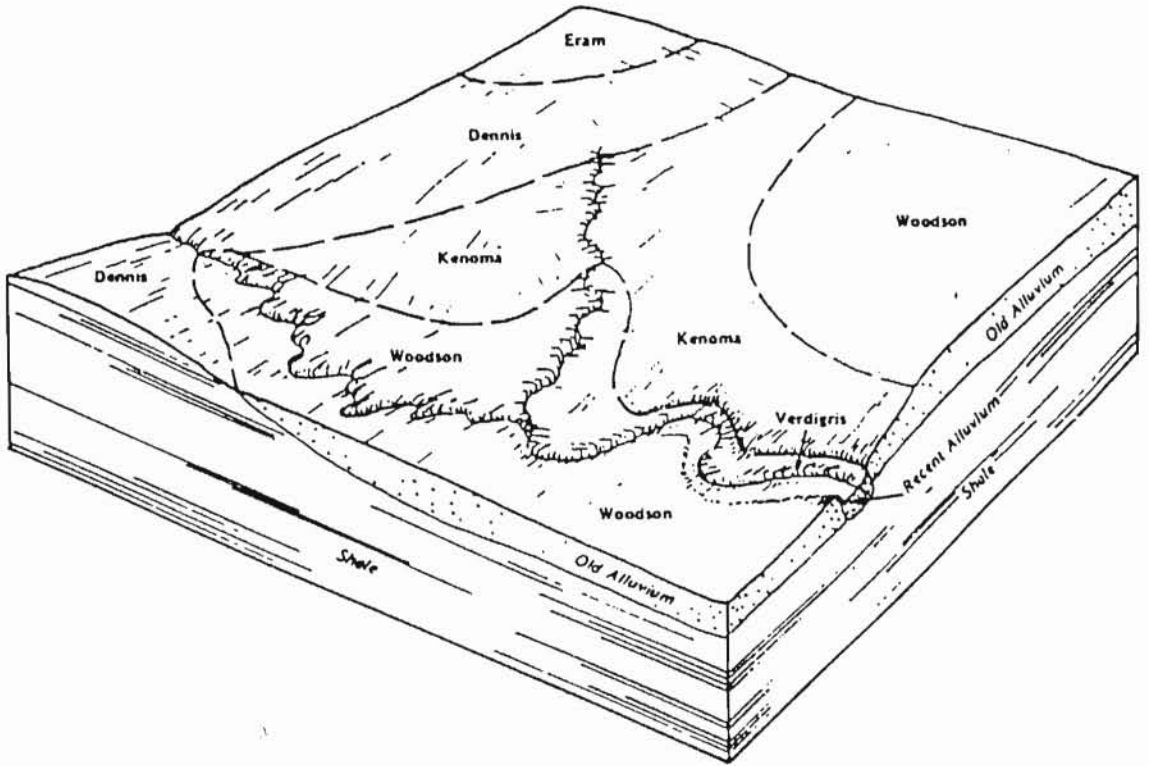 Eram
Dennis
Woodson
Kenoma
Dennis
Old Alluvium
Kenoma
Woodson
Verdigris
Recent Alluvium
Shale
Woodson
Old Alluvium
Shale